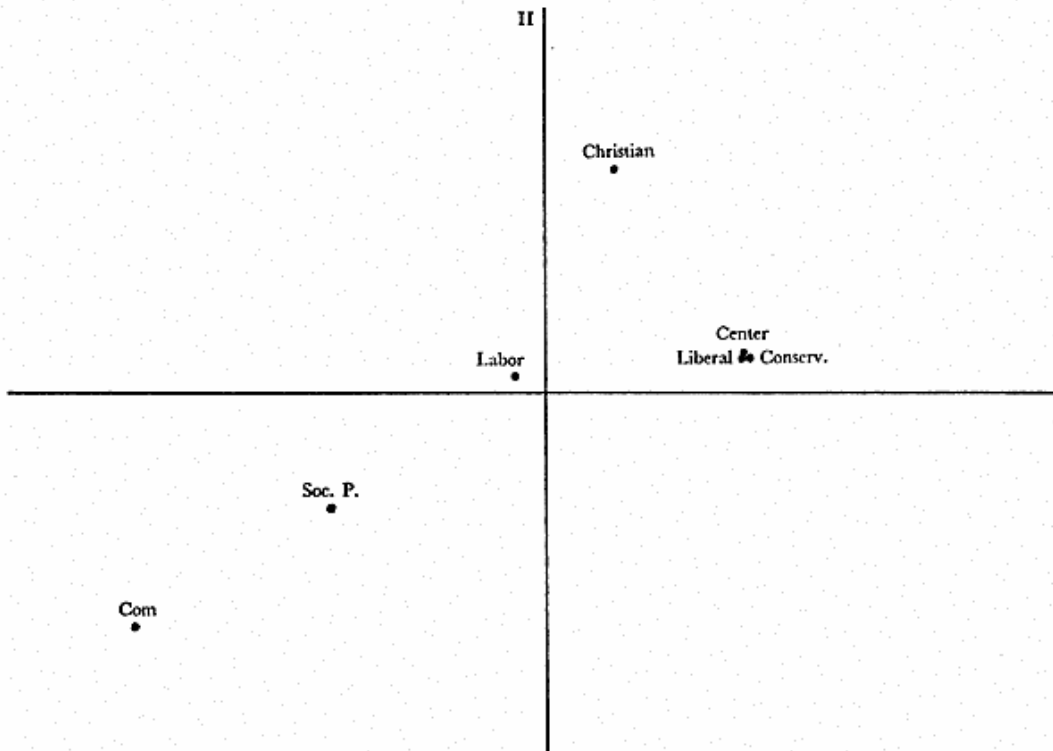 II
Christian
Center
Liberal Conserv.
Labor
Soc. P.
Com